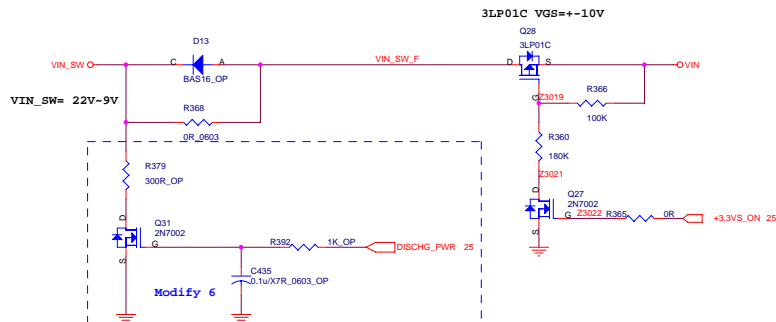 3LP01C VGS=+-10V
D13
Q28
3LP01C
VIN_SW
C
A
VIN_SW_F
D
S
VIN
BAS16_OP
G
Z3019
R366
100K
VIN_SW= 22V~9V
R368
0R_0603
R360
180K
R379
300R_OP
Z3021
D
Q27
2N7002
Q31
2N7002
D
G
Z3022
R365
0R
+3.3VS_ON 25
S
G
R392
1K_OP
DISCHG_PWR 25
S
C435
0.1u/X7R_0603_OP
Modify 6